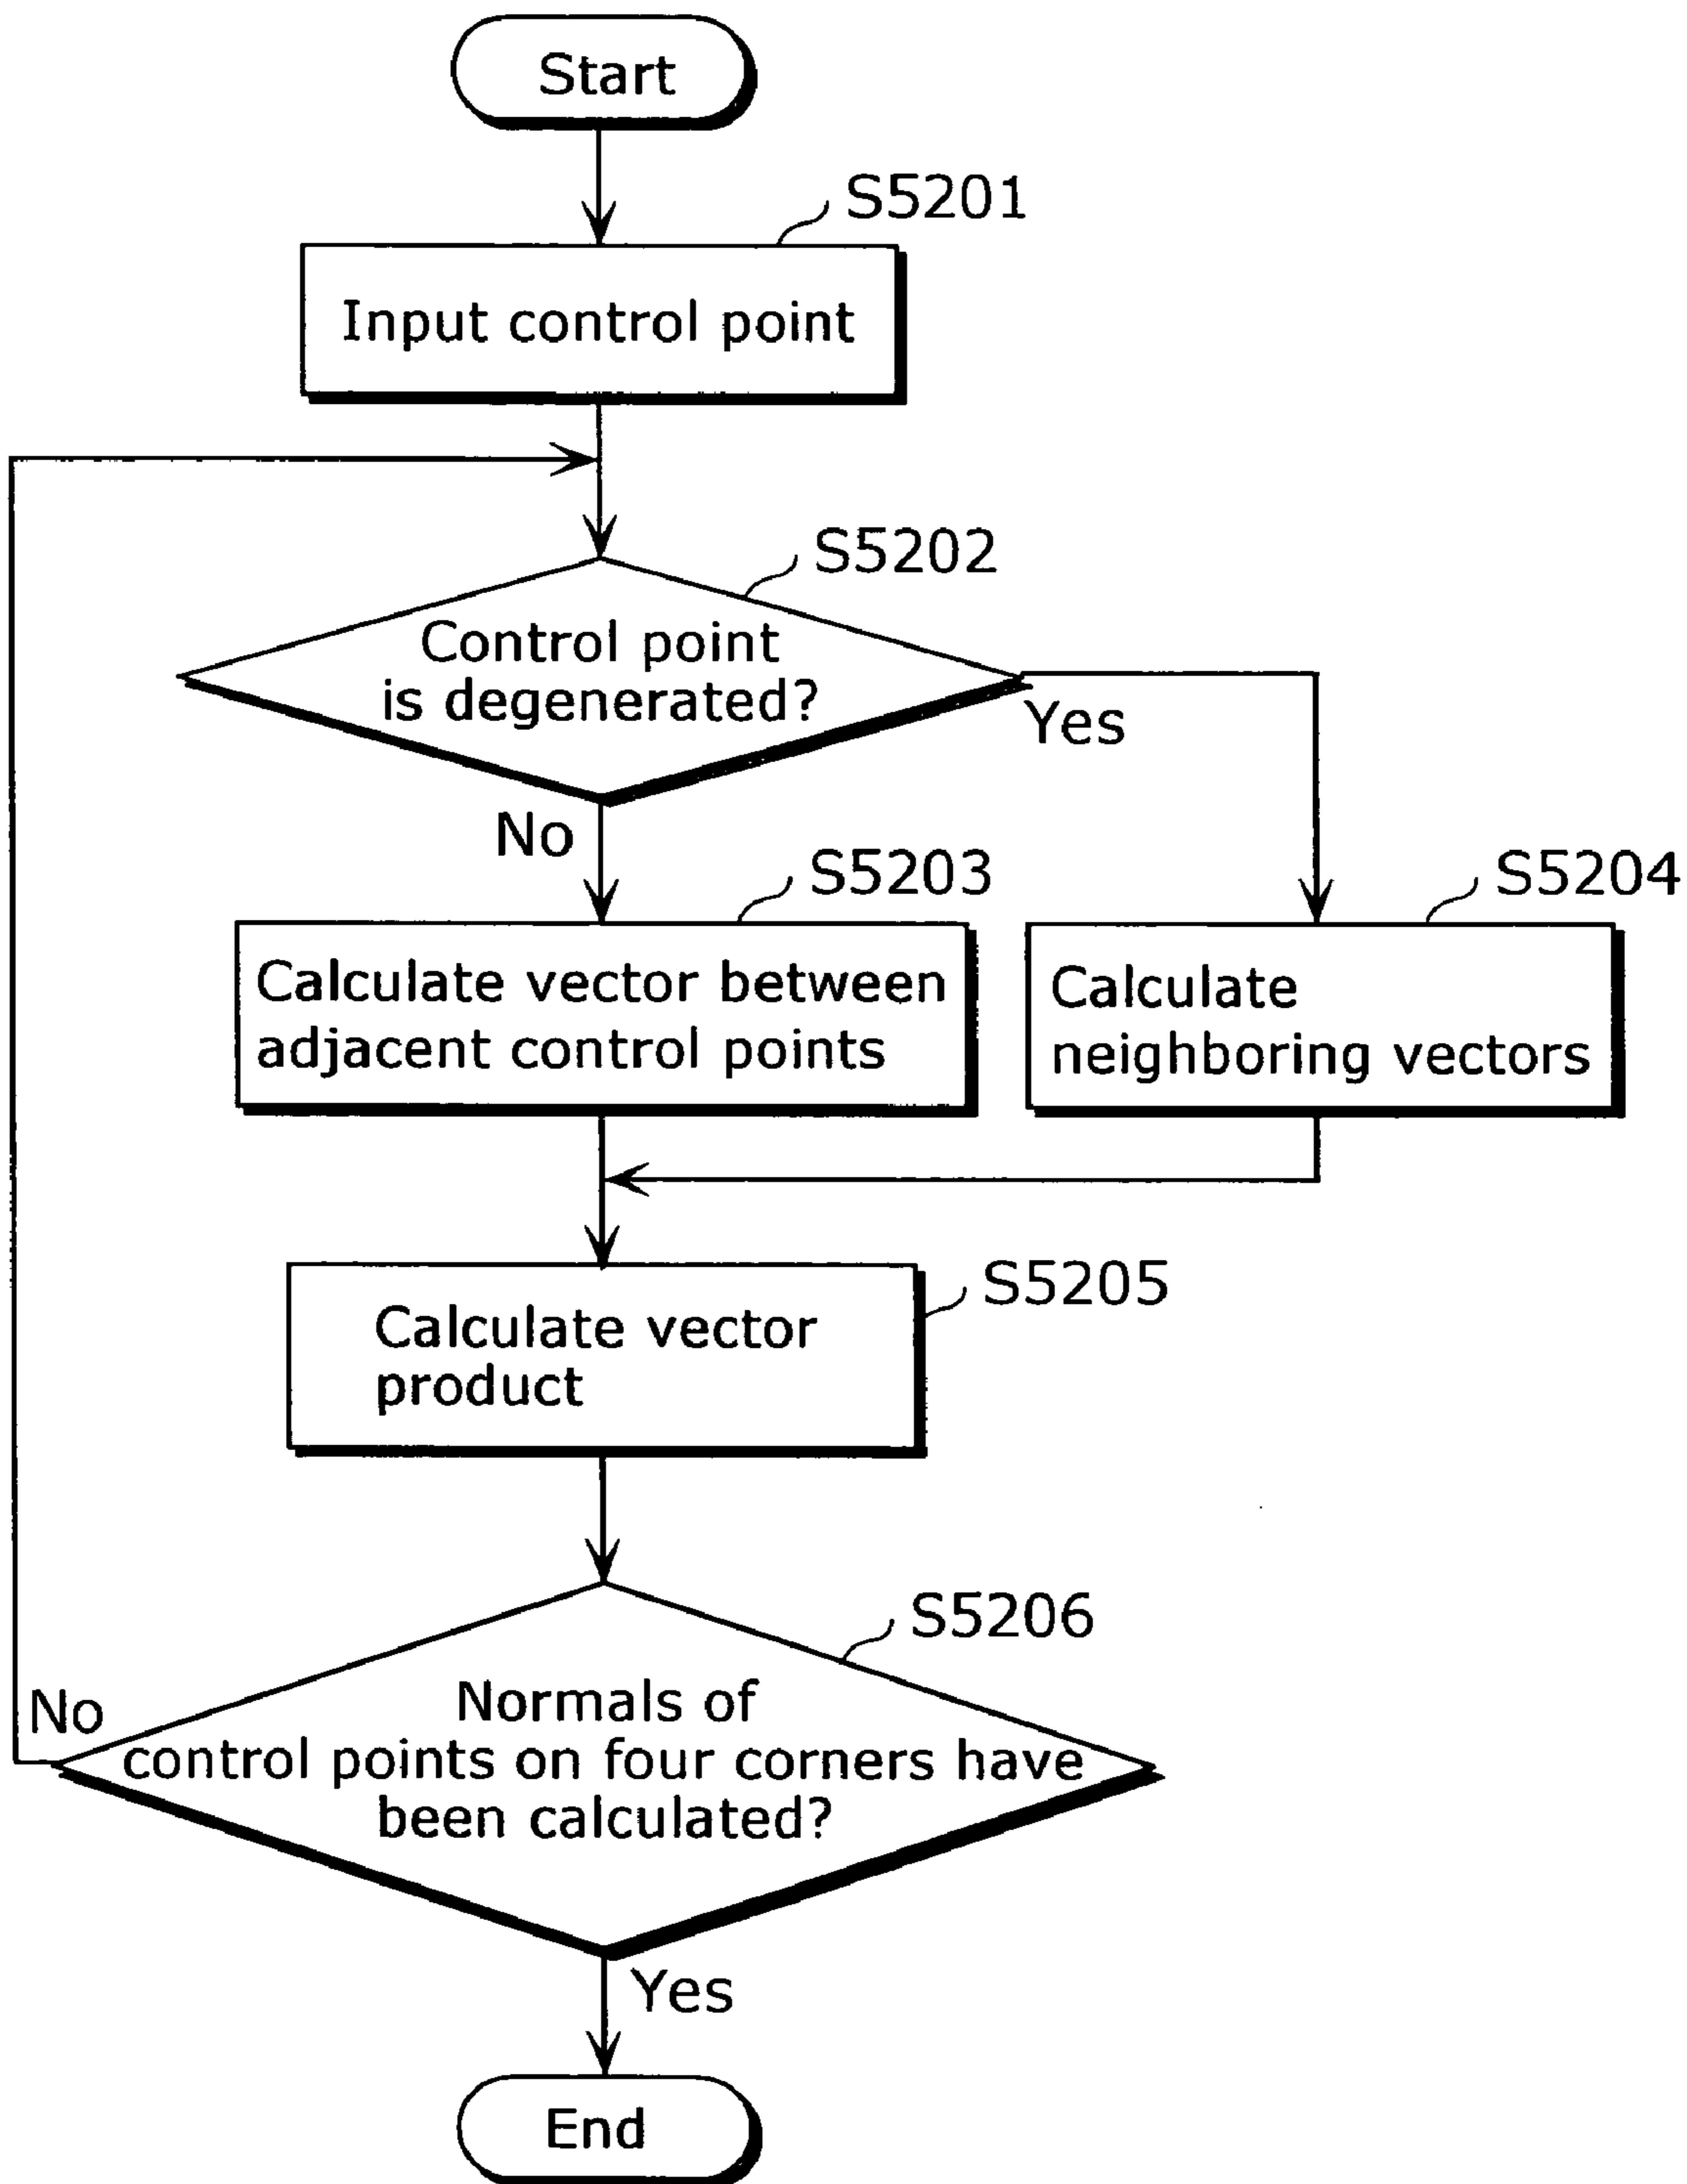 Start
S5201
Input control point
S5202
Control point
is degenerated?
Yes
No
S5203
S5204
Calculate vector between
adjacent control points
Calculate
neighboring vectors
S5205
Calculate vector
product
S5206
No
Normals of
control points on four corners have
been calculated?
Yes
End